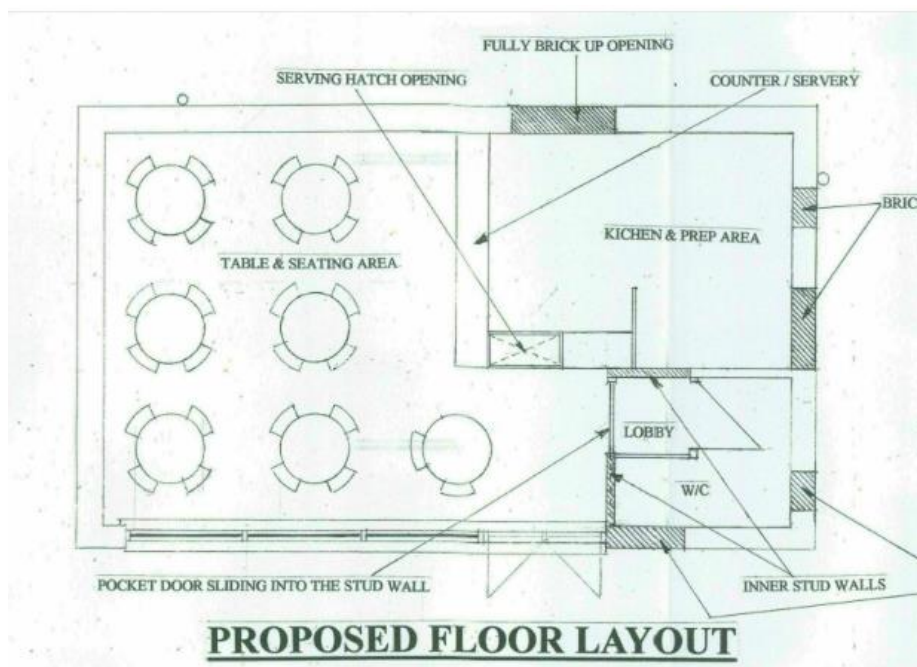 FULLY BRICK UP OPENING
SERVING HATCH OPENING
COUNTER / SERVERY
BRIC
KICHEN & PREP AREA
TABLE & SEATING AREA
LOBBY
W/C
POCKET DOOR SLIDING INTO THE STUD WALL
INNER STUD WALLS
PROPOSED FLOOR LAYOUT